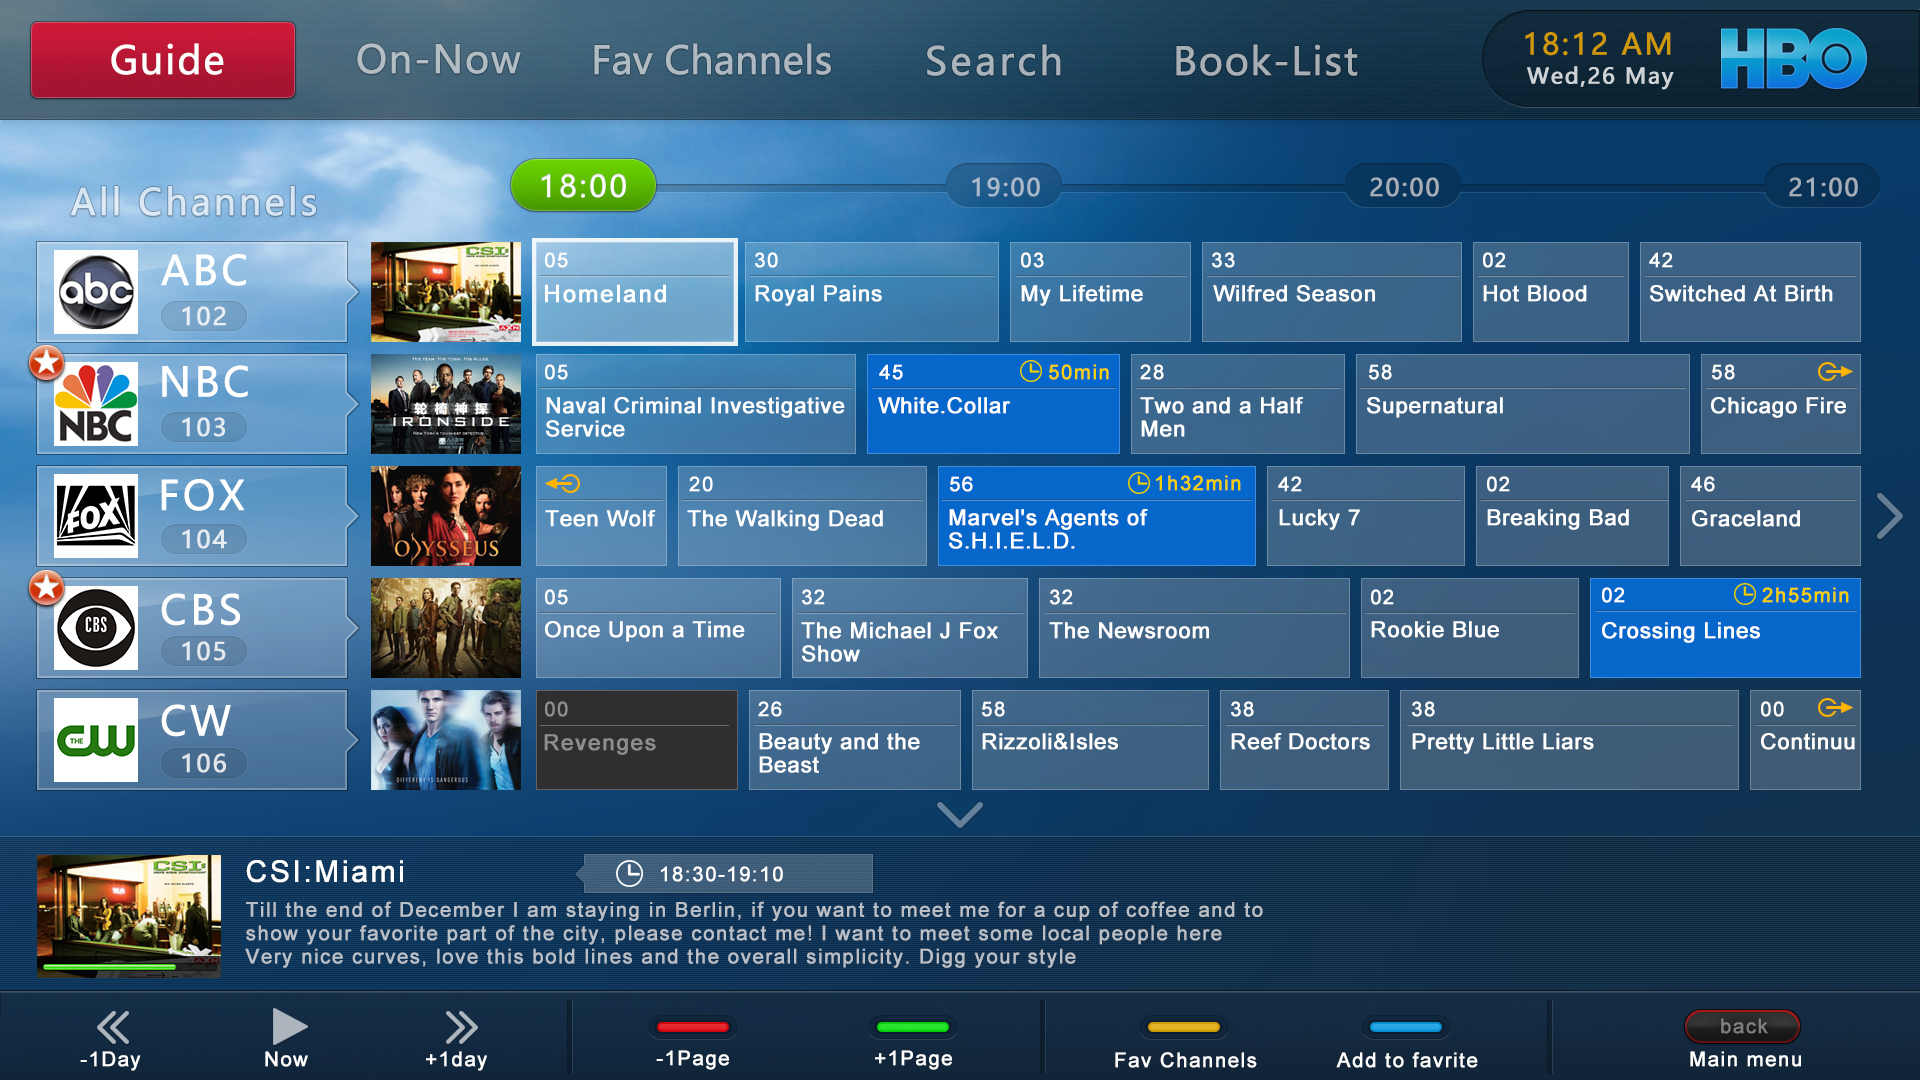 Guide
On-Now
Fav Channels
Search
Book-List
18:12 AM
Wed,26 May
HBO
All Channels
18:00
19:00
20:00
21:00
abc
ABC
102
CSI:
05
Homeland
30
Royal Pains
03
My Lifetime
33
Wilfred Season
02
Hot Blood
42
Switched At Birth
NBC
NBC
103
轮椅神探
IRONSIDE
05
Naval Criminal Investigative
Service
45
50min
White.Collar
28
Two and a Half
Men
58
Supernatural
58
Chicago Fire
FOX
FOX
104
ODYSSEUS
Teen Wolf
20
The Walking Dead
56
1h32min
Marvel's Agents of
S.H.I.E.L.D.
42
Lucky 7
02
Breaking Bad
46
Graceland
CBS
CBS
105
05
Once Upon a Time
32
The Michael J Fox
Show
32
The Newsroom
02
Rookie Blue
02
2h55min
Crossing Lines
THE CW
CW
106
DIFFERENT IS DANGEROUS
00
Revenges
26
Beauty and the
Beast
58
Rizzoli&Isles
38
Reef Doctors
38
Pretty Little Liars
00
Continuu
CSI:
CSI:Miami
18:30-19:10
Till the end of December I am staying in Berlin, if you want to meet me for a cup of coffee and to
show your favorite part of the city, please contact me! I want to meet some local people here
Very nice curves, love this bold lines and the overall simplicity. Digg your style
-1Day
Now
+1day
-1Page
+1Page
Fav Channels
Add to favrite
back
Main menu